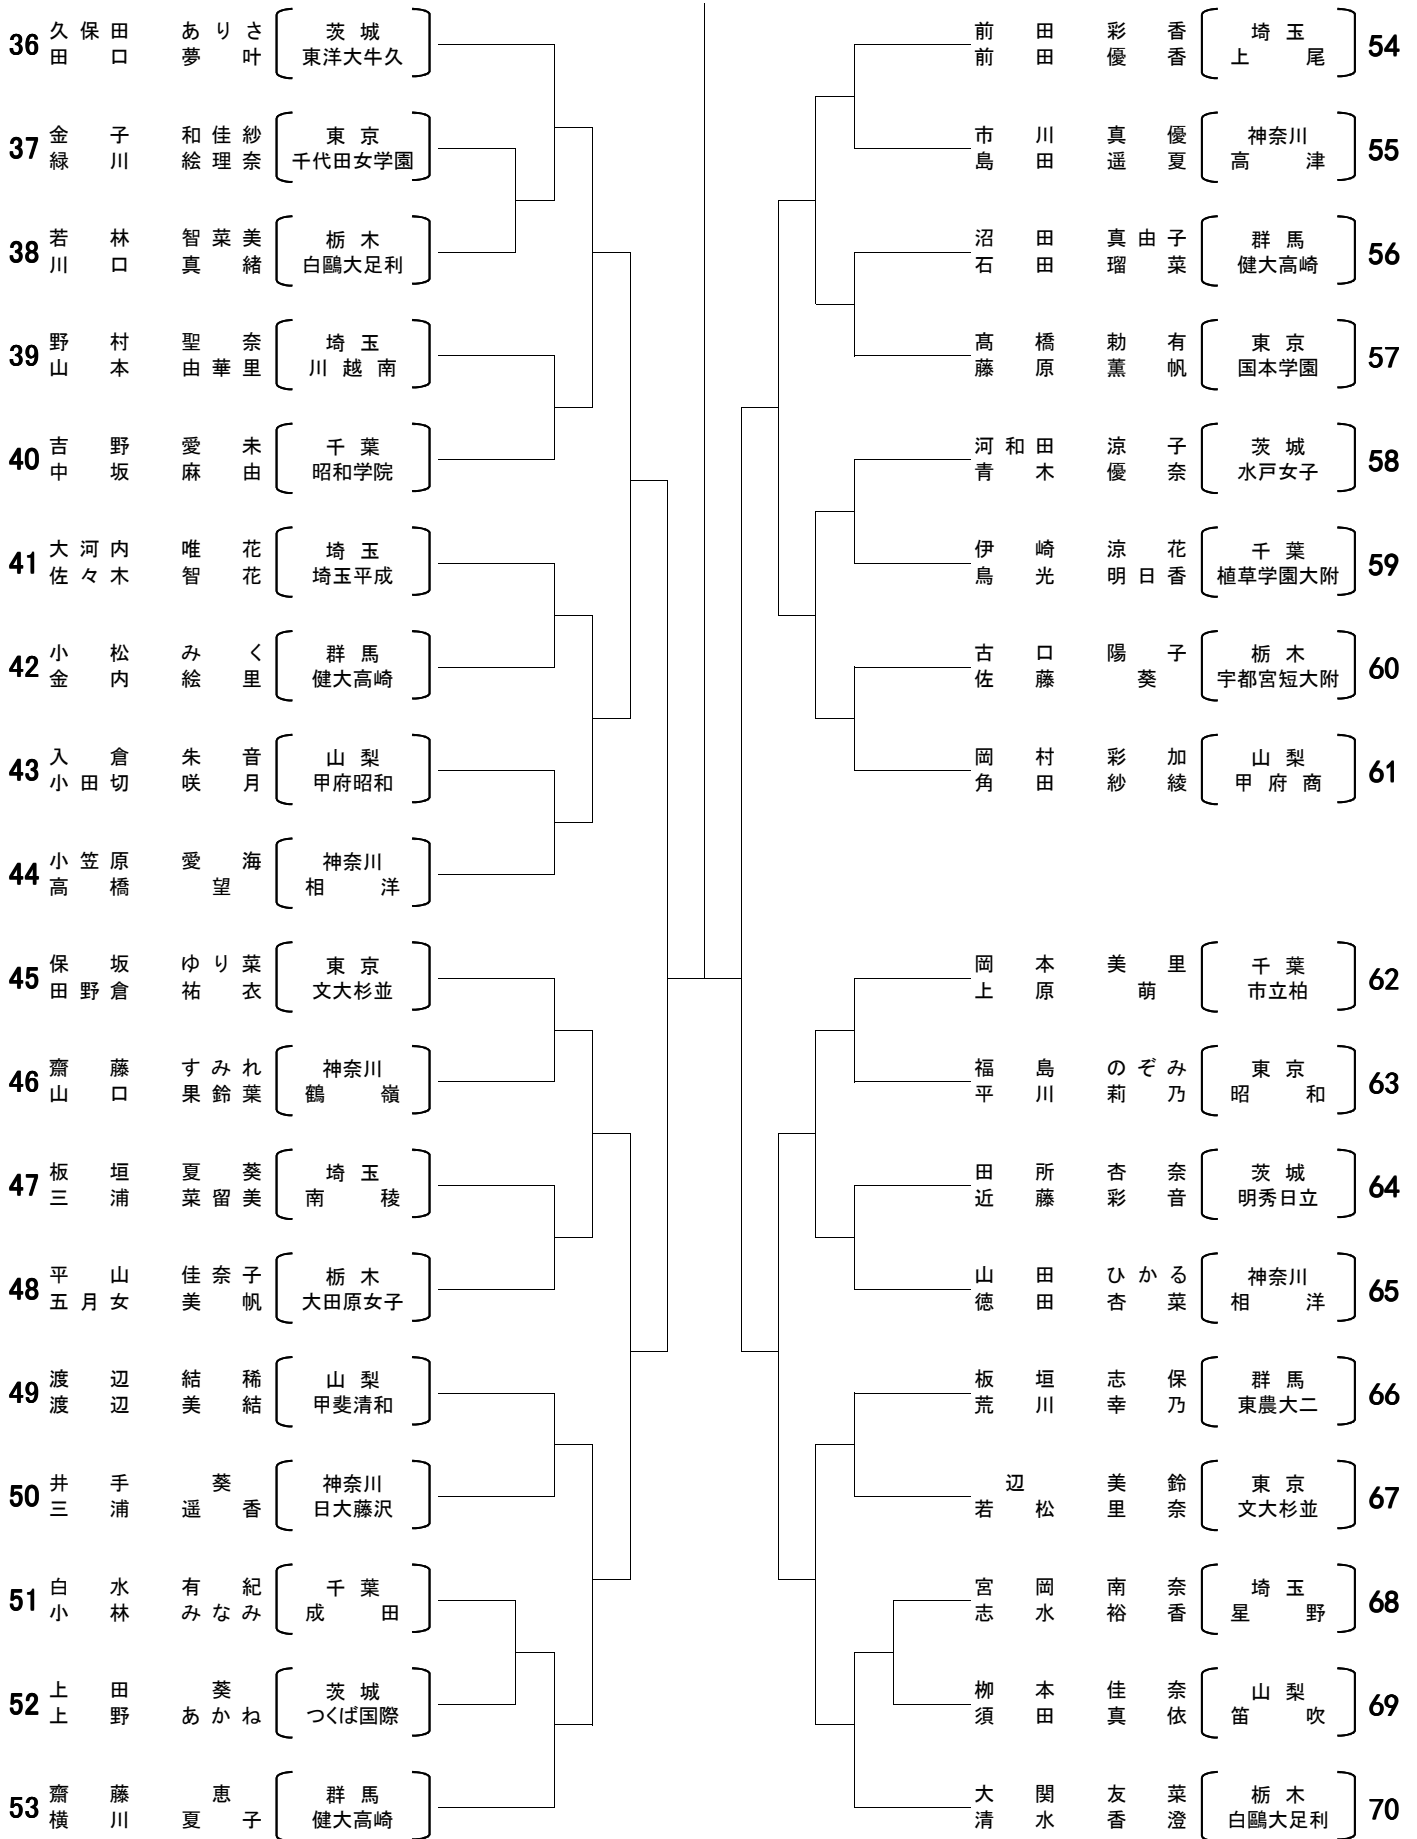 36 久保田 ありさ 茨城
田口 夢叶 東洋大牛久
37 金子 和佳紗 東京
緑川 絵理奈 千代田女学園
38 若林 智菜美 栃木
川口 真緒 白鷗大足利
39 野村 聖奈 埼玉
山本 由華里 川越南
40 吉野 愛未 千葉
中坂 麻由 昭和学院
41 大河内 唯花 埼玉
佐々木 智花 埼玉平成
42 小松 みく 群馬
金内 絵里 健大高崎
43 入倉 朱音 山梨
小田切 咲月 甲府昭和
44 小笠原 愛海 神奈川
高橋 望 相洋
45 保坂 ゆり菜 東京
田野倉 祐衣 文大杉並
46 齋藤 すみれ 神奈川
山口 果鈴葉 鶴嶺
47 板垣 夏葵 埼玉
三浦 菜留美 南稜
48 平山 佳奈子 栃木
五月女 美帆 大田原女子
49 渡辺 結稀 山梨
渡辺 美結 甲斐清和
50 井手 葵 神奈川
三浦 遥香 日大藤沢
51 白水 有紀 千葉
小林 みなみ 成田
52 上田 葵 茨城
上野 あかね つくば国際
53 齋藤 恵 群馬
横川 夏子 健大高崎
前田 彩香 埼玉 54
前田 優香 上尾
市川 真優 神奈川 55
島田 遥夏 高津
沼田 真由子 群馬 56
石田 瑠菜 健大高崎
髙橋 勅有 東京 57
藤原 薫帆 国本学園
河和田 涼子 茨城 58
青木 優奈 水戸女子
伊崎 涼花 千葉 59
鳥光 明日香 植草学園大附
古口 陽子 栃木 60
佐藤 葵 宇都宮短大附
岡村 彩加 山梨 61
角田 紗綾 甲府商
岡本 美里 千葉 62
上原 萌 市立柏
福島 のぞみ 東京 63
平川 莉乃 昭和
田所 杏奈 茨城 64
近藤 彩音 明秀日立
山田 ひかる 神奈川 65
徳田 杏菜 相洋
板垣 志保 群馬 66
荒川 幸乃 東農大二
辺 美鈴 東京 67
若松 里奈 文大杉並
宮岡 南奈 埼玉 68
志水 裕香 星野
栁本 佳奈 山梨 69
須田 真依 笛吹
大関 友菜 栃木 70
清水 香澄 白鷗大足利